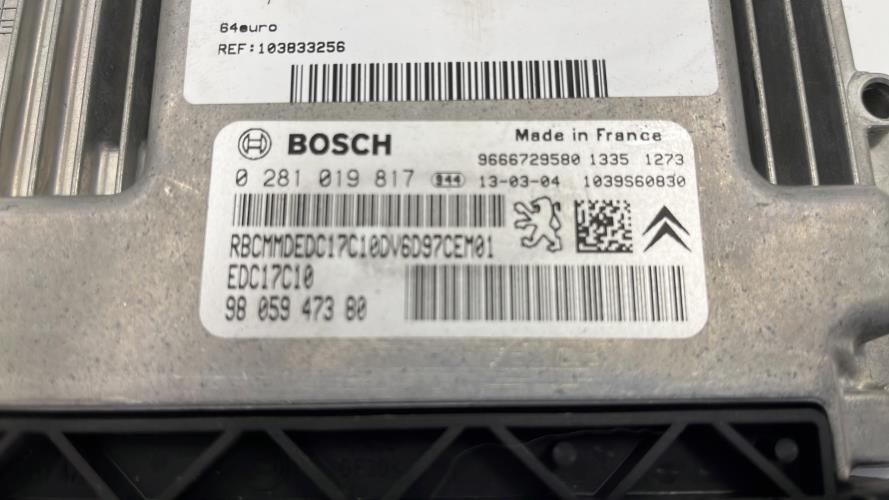 64euro
REF:103833256
BOSCH
Made in France
9666729580 1335 1273
0 281 019 817 944 13-03-04 1039S60830
RBCMMDEDC17C10DV6D97CEM01
EDC17C10
98 059 473 80